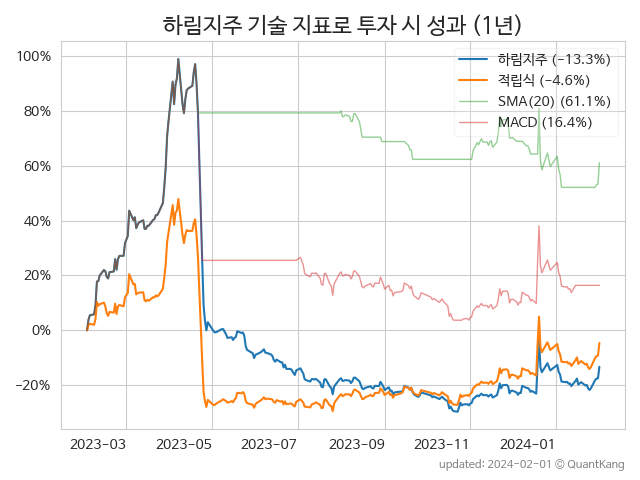 하림지주 기술 지표로 투자 시 성과 (1년)
하림지주 (−13.3%)
적립식 (−4.6%)
SMA(20) (61.1%)
MACD (16.4%)
100%
80%
60%
40%
20%
0%
−20%
2023-03
2023-05
2023-07
2023-09
2023-11
2024-01
updated: 2024-02-01 © QuantKang